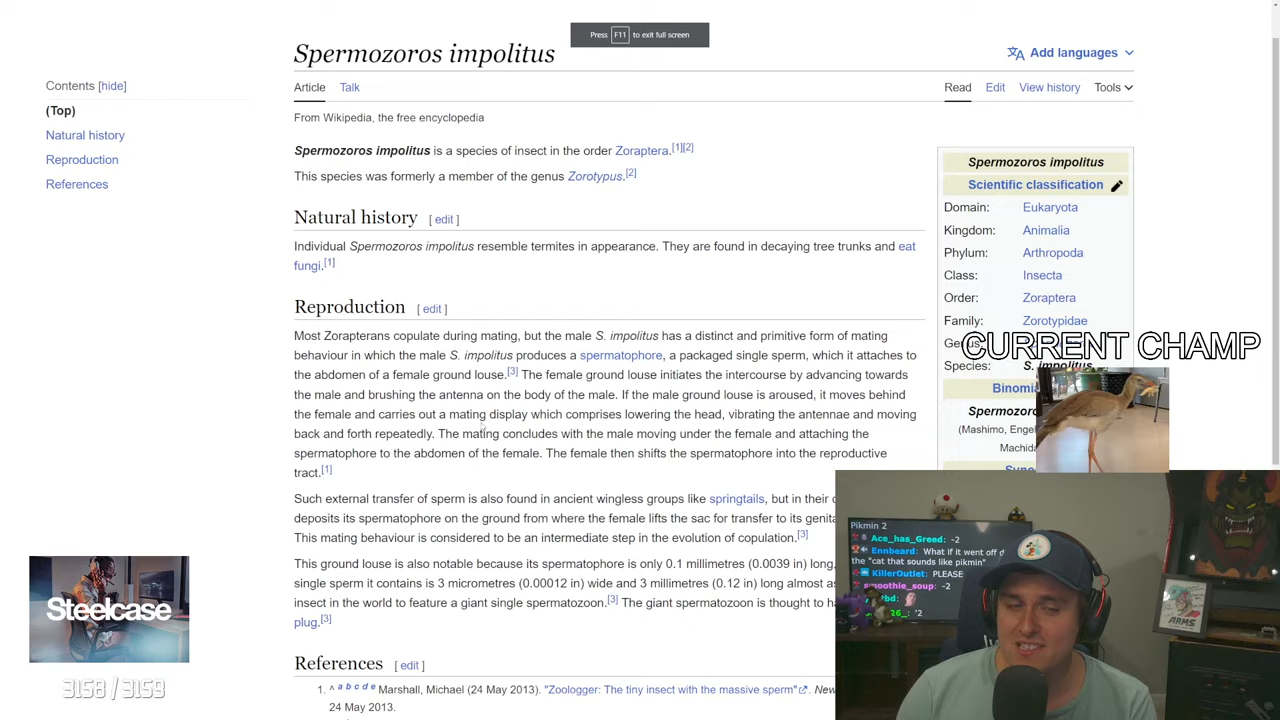 Press F11 to exit full screen
Spermozoros impolitus
Add languages
Contents [hide]
(Top)
Natural history
Reproduction
References
Article Talk
Read Edit View history Tools
From Wikipedia, the free encyclopedia
Spermozoros impolitus is a species of insect in the order Zoraptera.[1][2]
This species was formerly a member of the genus Zorotypus.[2]
Natural history [ edit ]
Individual Spermozoros impolitus resemble termites in appearance. They are found in decaying tree trunks and eat
fungi.[1]
Reproduction [ edit ]
Most Zorapterans copulate during mating, but the male S. impolitus has a distinct and primitive form of mating
behaviour in which the male S. impolitus produces a spermatophore, a packaged single sperm, which it attaches to
the abdomen of a female ground louse.[3] The female ground louse initiates the intercourse by advancing towards
the male and brushing the antenna on the body of the male. If the male ground louse is aroused, it moves behind
the female and carries out a mating display which comprises lowering the head, vibrating the antennae and moving
back and forth repeatedly. The mating concludes with the male moving under the female and attaching the
spermatophore to the abdomen of the female. The female then shifts the spermatophore into the reproductive
tract.[1]
Such external transfer of sperm is also found in ancient wingless groups like springtails, but in their
deposits its spermatophore on the ground from where the female lifts the sac for transfer to its
This mating behaviour is considered to be an intermediate step in the evolution of copulation.[3]
This ground louse is also notable because its spermatophore is only 0.1 millimetres (0.0039 in) long,
single sperm it contains is 3 micrometres (0.00012 in) wide and 3 millimetres (0.12 in) long almost
insect in the world to feature a giant single spermatozoon.[3] The giant spermatozoon is thought to
plug.[3]
References [ edit ]
1. ^ a b c d e Marshall, Michael (24 May 2013). "Zoologger: The tiny insect with the massive sperm".
24 May 2013.
Spermozoros impolitus
Scientific classification
Domain: Eukaryota
Kingdom: Animalia
Phylum: Arthropoda
Class: Insecta
Order: Zoraptera
Family: Zorotypidae
CURRENT CHAMP
Species: S. impolitus
(Mashimo,
Pikmin 2
Ace_has_Greed: -2
Ennbeard: What if it went off
the "cat that sounds like pikmin"
KillerOutlet: PLEASE
smoothie_soup: -2
ARMS
Steelcase
3158 / 3159